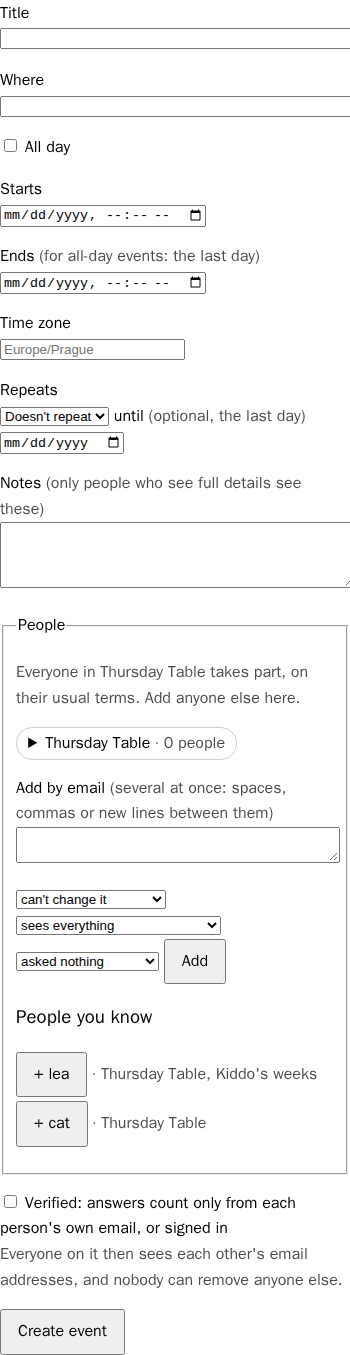 Title
Where
All day
Starts
mm/dd/yyyy, --:-- --
Ends (for all-day events: the last day)
mm/dd/yyyy, --:-- --
Time zone
Europe/Prague
Repeats
Doesn't repeat until (optional, the last day)
mm/dd/yyyy
Notes (only people who see full details see
these)
People
Everyone in Thursday Table takes part, on
their usual terms. Add anyone else here.
▶ Thursday Table · 0 people
Add by email (several at once: spaces,
commas or new lines between them)
can't change it
sees everything
asked nothing Add
People you know
+ lea · Thursday Table, Kiddo's weeks
+ cat · Thursday Table
Verified: answers count only from each
person's own email, or signed in
Everyone on it then sees each other's email
addresses, and nobody can remove anyone else.
Create event